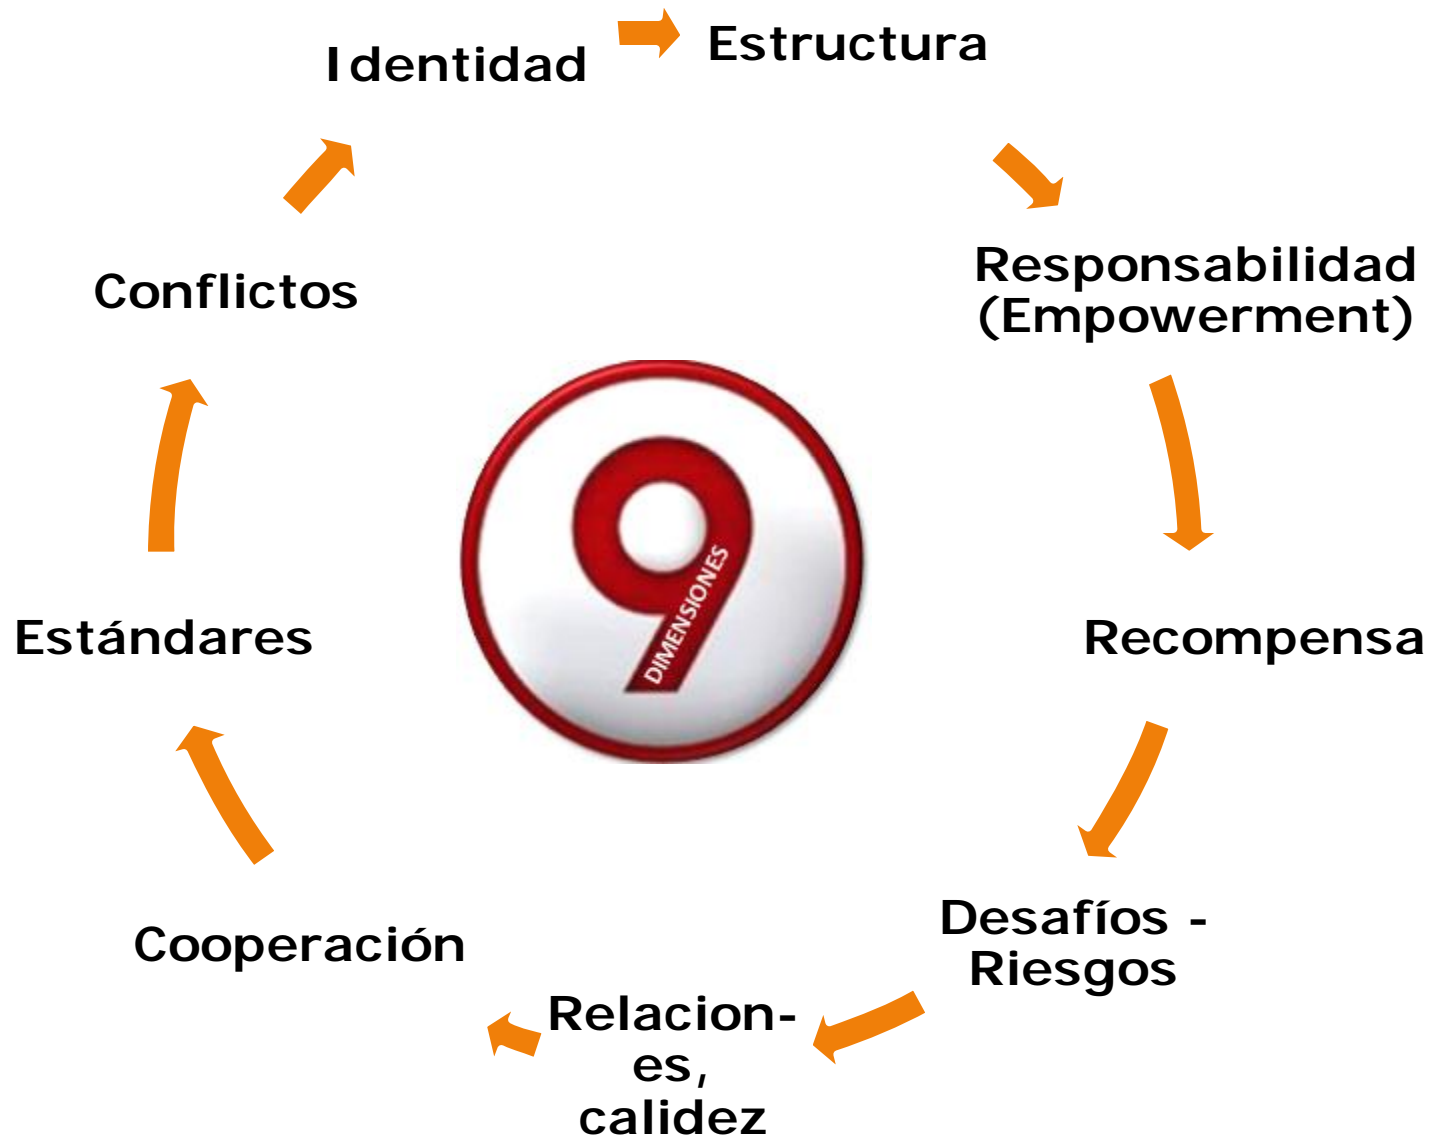 Identidad
Estructura
Responsabilidad
(Empowerment)
Recompensa
Desafíos -
Riesgos
Relacion-
es,
calidez
Cooperación
Estándares
Conflictos
9
DIMENSIONES